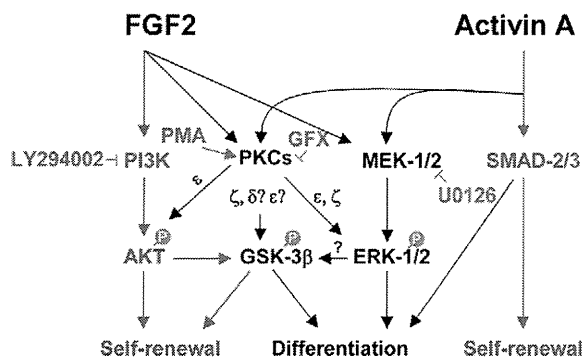 FGF2 Activin A
PMA GFX
LY294002 PI3K PKCs MEK-1/2 SMAD-2/3
U0126
ε ζ, δ? ε? ε, ζ
P P P
AKT GSK-3β ? ERK-1/2
Self-renewal Differentiation Self-renewal